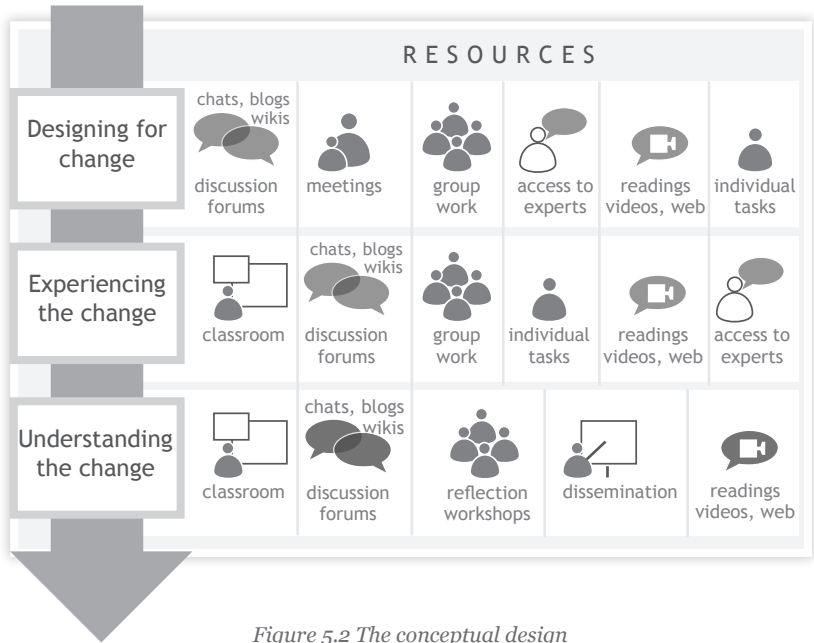 RESOURCES
Designing for
change
chats, blogs
wikis
discussion
forums
meetings
group
work
access to
experts
readings
videos, web
individual
tasks
Experiencing
the change
classroom
chats, blogs
wikis
discussion
forums
group
work
individual
tasks
readings
videos, web
access to
experts
Understanding
the change
classroom
chats, blogs
wikis
discussion
forums
reflection
workshops
dissemination
readings
videos, web
Figure 5.2 The conceptual design